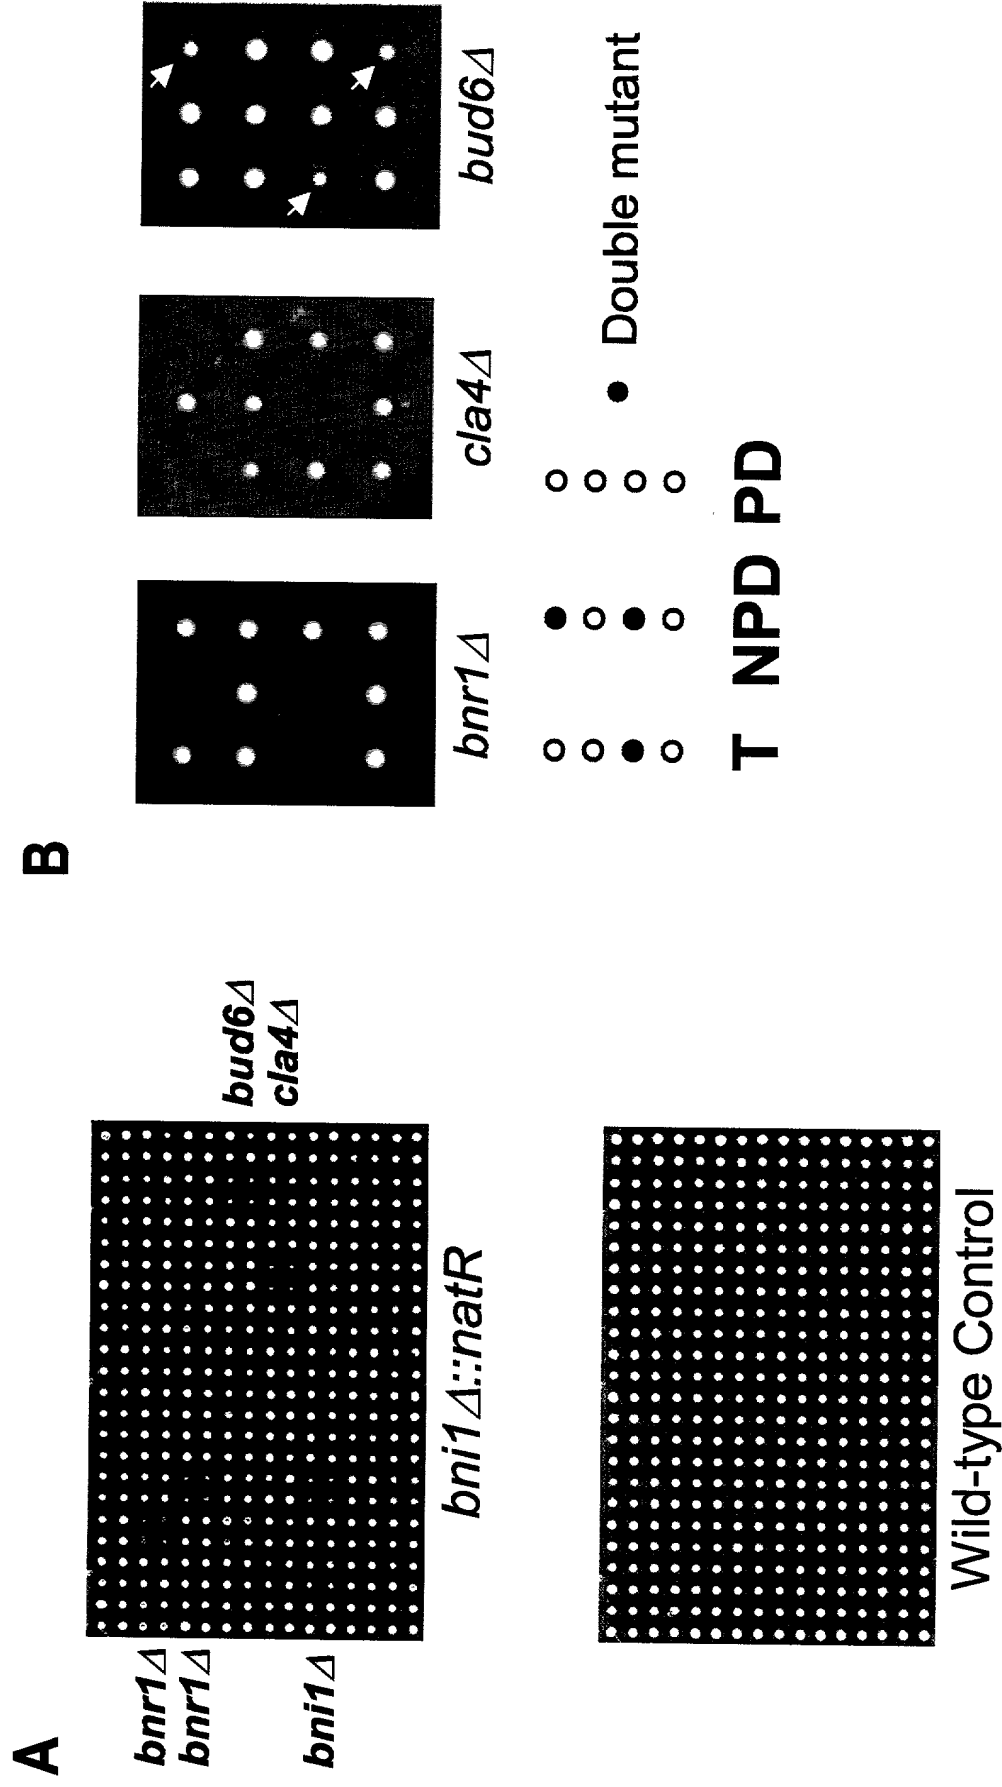 A
bnr1Δ
bnr1Δ
bni1Δ
bud6Δ
cla4Δ
bni1Δ::natR
Wild-type Control
B
bnr1Δ
cla4Δ
bud6Δ
Double mutant
T NPD PD